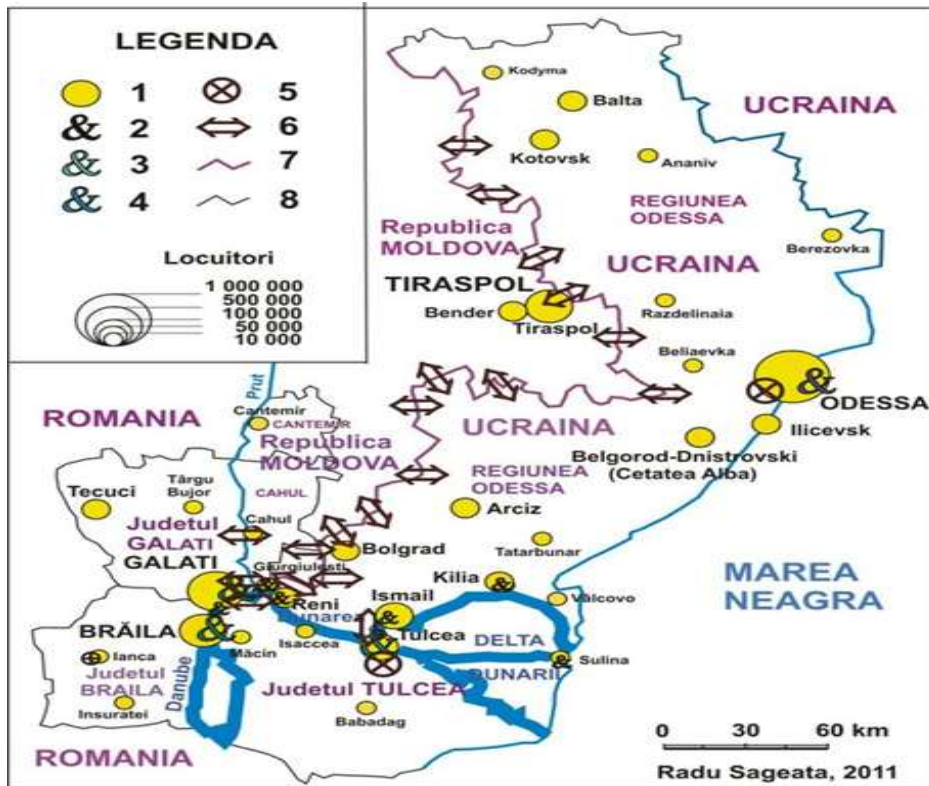 LEGENDA
1
5
2
6
3
7
4
8
Locuitori
1 000 000
500 000
100 000
50 000
10 000
Kodyma
Balta
UCRAINA
Kotovsk
Ananiv
REGIUNEA
ODESSA
Republica
MOLDOVA
Berezovka
UCRAINA
TIRASPOL
Bender
Tiraspol
Razdelinaia
Beliaevka
Prut
ROMANIA
Cantemir
CANTEMIR
Republica
MOLDOVA
UCRAINA
ODESSA
Ilicevsk
Belgorod-Dnistrovski
(Cetatea Alba)
REGIUNEA
ODESSA
Tecuci
Târgu
Bujor
CAHUL
Arciz
Judetul
GALATI
Cahul
Tatarbunar
GALATI
Bolgrad
Giurgiulesti
Kilia
MAREA
NEAGRA
Ismail
Reni
Vâlcovo
Dunarea
BRĂILA
Tulcea
Isaccea
DELTA
DUNARII
Măcin
Sulina
Ianca
Judetul
BRAILA
Danube
Judetul TULCEA
Insuratei
Babadag
ROMANIA
0 30 60 km
Radu Sageata, 2011